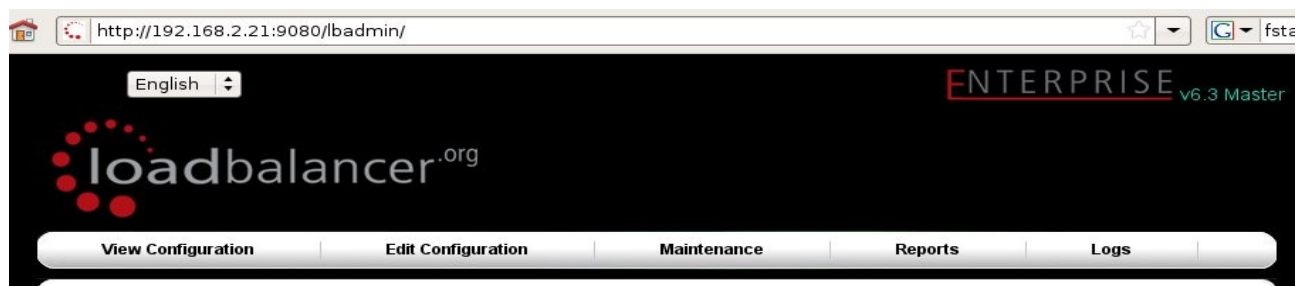 http://192.168.2.21:9080/lbadmin/
G fsta
English
ENTERPRISE v6.3 Master
loadbalancer.org
View Configuration Edit Configuration Maintenance Reports Logs